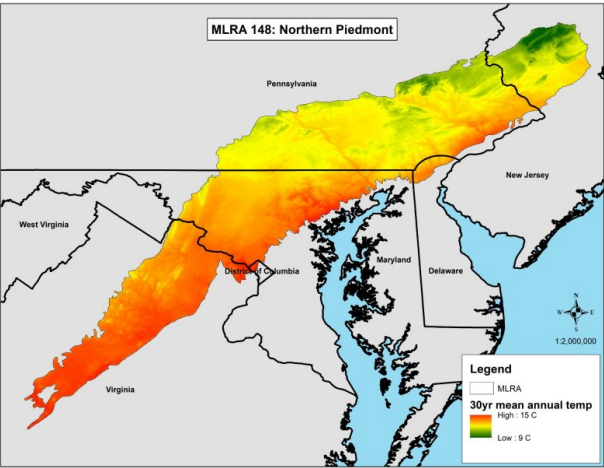 MLRA 148: Northern Piedmont
Pennsylvania
New Jersey
West Virginia
Maryland
District of Columbia
Delaware
N
W E
S
1:2,000,000
Virginia
Legend
MLRA
30yr mean annual temp
High : 15 C
Low : 9 C